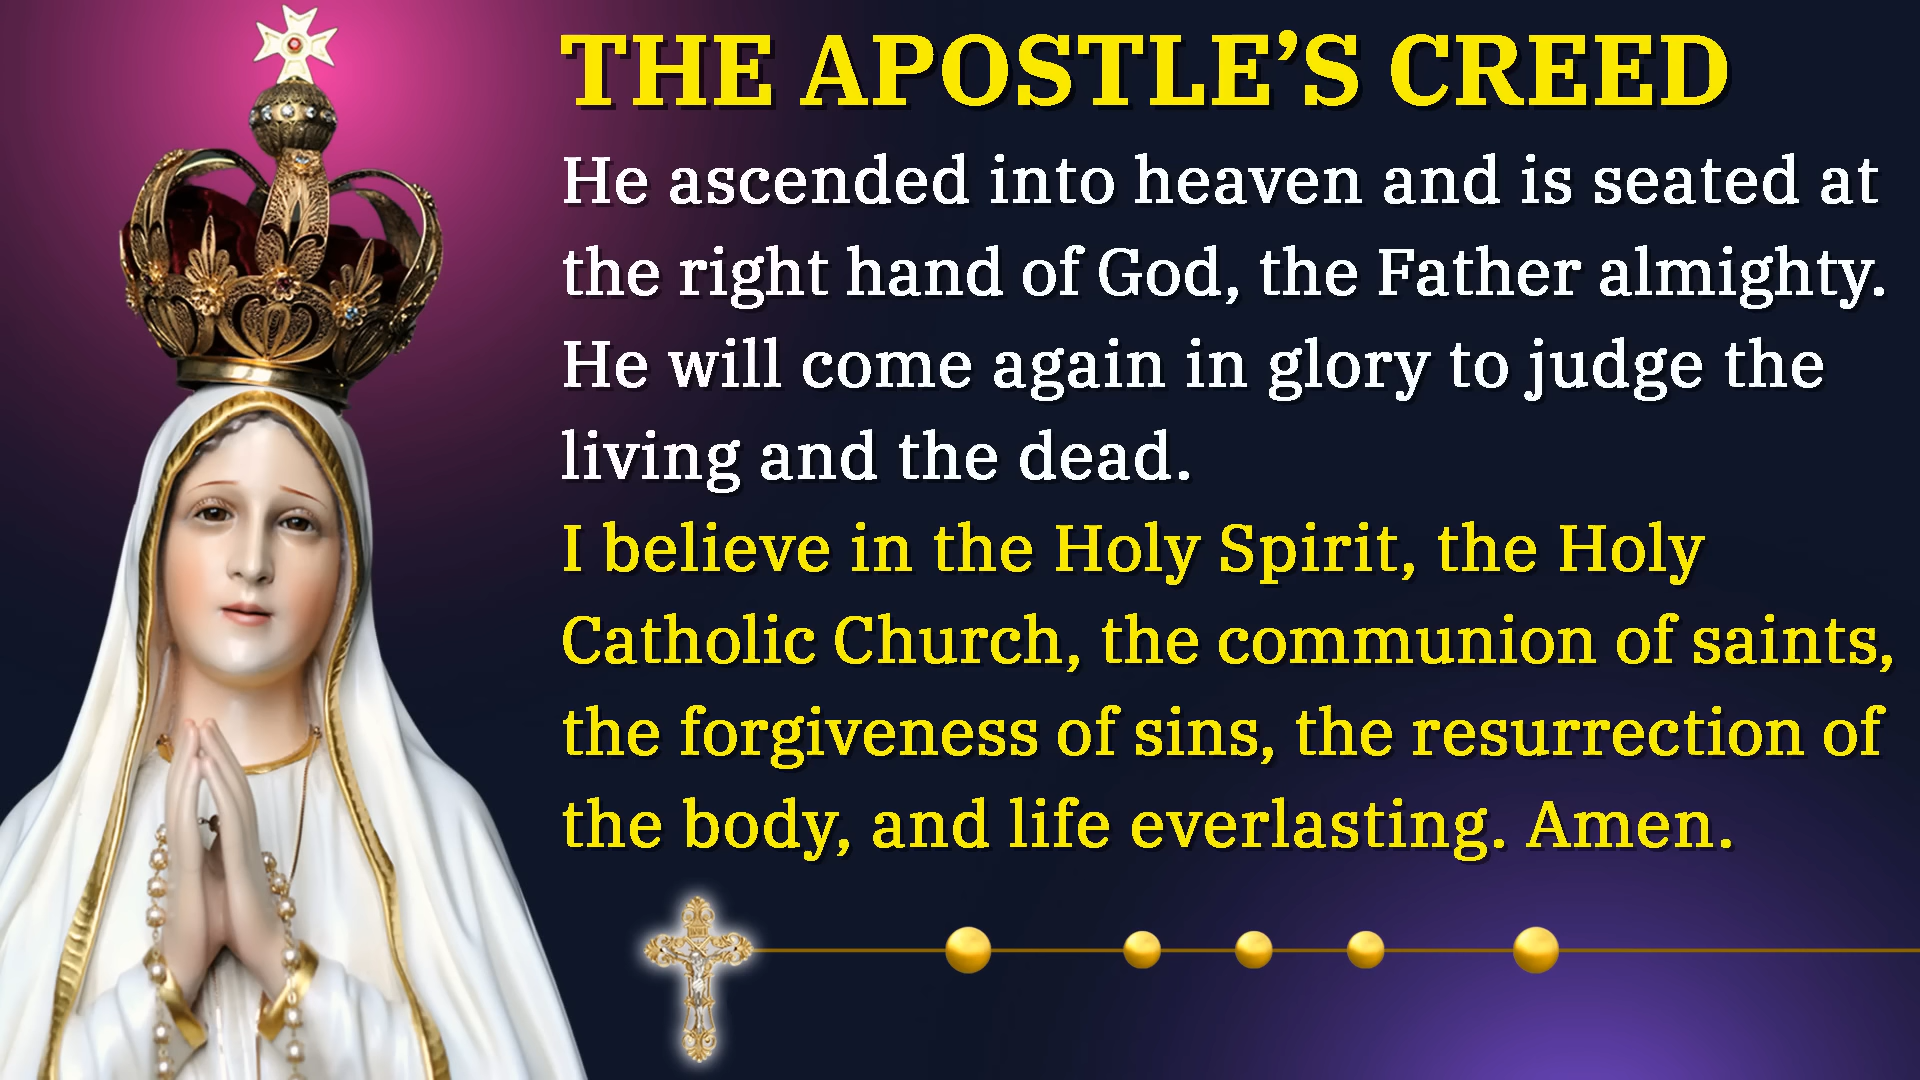 THE APOSTLE’S CREED
He ascended into heaven and is seated at
the right hand of God, the Father almighty.
He will come again in glory to judge the
living and the dead.
I believe in the Holy Spirit, the Holy
Catholic Church, the communion of saints,
the forgiveness of sins, the resurrection of
the body, and life everlasting. Amen.